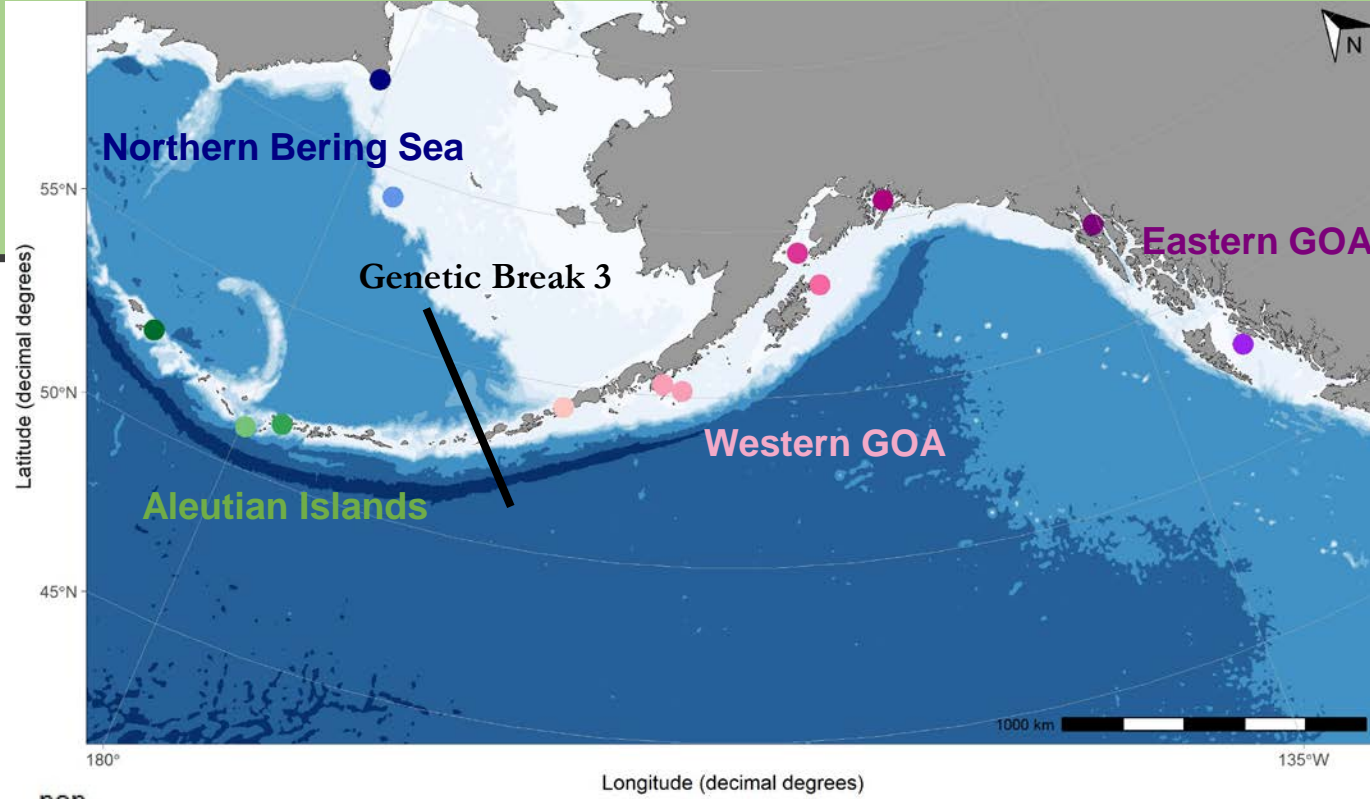 N
Northern Bering Sea
55°N
Eastern GOA
Genetic Break 3
Latitude (decimal degrees)
50°N
Western GOA
Aleutian Islands
45°N
1000 km
180°
135°W
Longitude (decimal degrees)